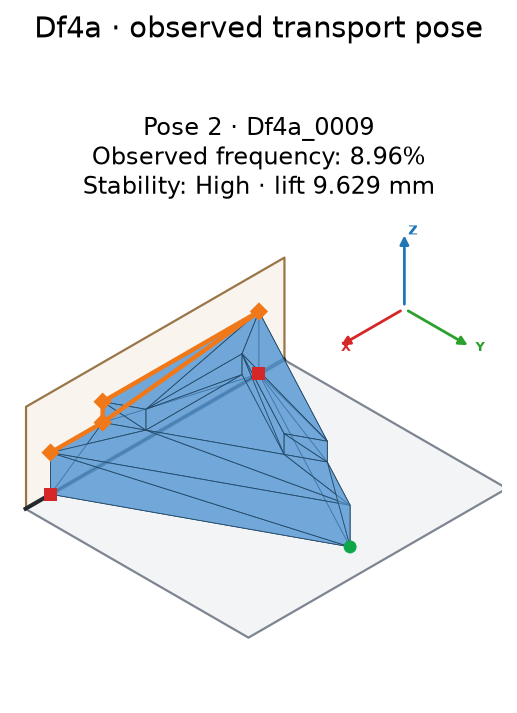 Df4a · observed transport pose
Pose 2 · Df4a_0009
Observed frequency: 8.96%
Stability: High · lift 9.629 mm
Z
X
Y